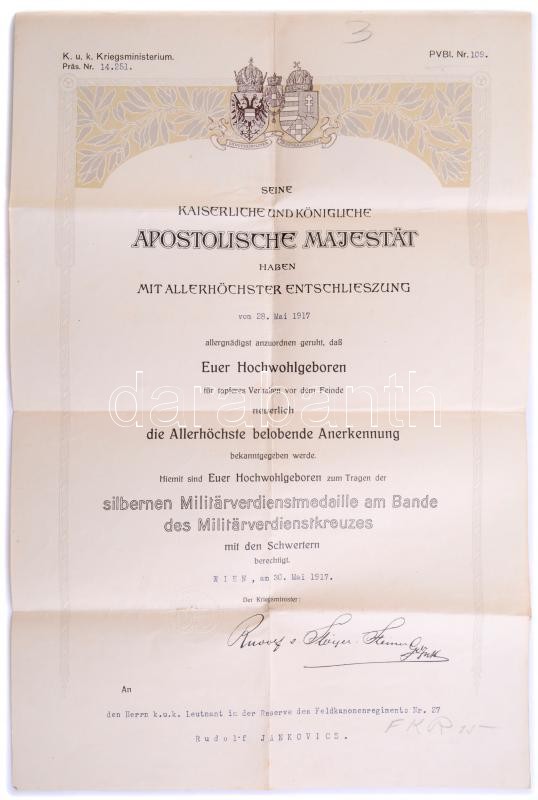 3
K. u. k. Kriegsministerium.
Präs. Nr. 14.251.
PVBl. Nr. 109.
SEINE
KAISERLICHE UND KÖNIGLICHE
APOSTOLISCHE MAJESTÄT
HABEN
MIT ALLERHÖCHSTER ENTSCHLIESZUNG
vom 28. Mai 1917
allergnädigst anzuordnen geruht, daß
Euer Hochwohlgeboren
für tapferes Verhalten vor dem Feinde
darabanth
neuerlich
die Allerhöchste belobende Anerkennung
bekanntgegeben werde.
Hiemit sind Euer Hochwohlgeboren zum Tragen der
silbernen Militärverdienstmedaille am Bande
des Militärverdienstkreuzes
mit den Schwertern
berechtigt.
WIEN, am 30. Mai 1917.
Der Kriegsminister:
An
den Herrn k.u.k. Leutnant in der Reserve des Feldkanonenregiments Nr. 27
Rudolf JANKOVICS.